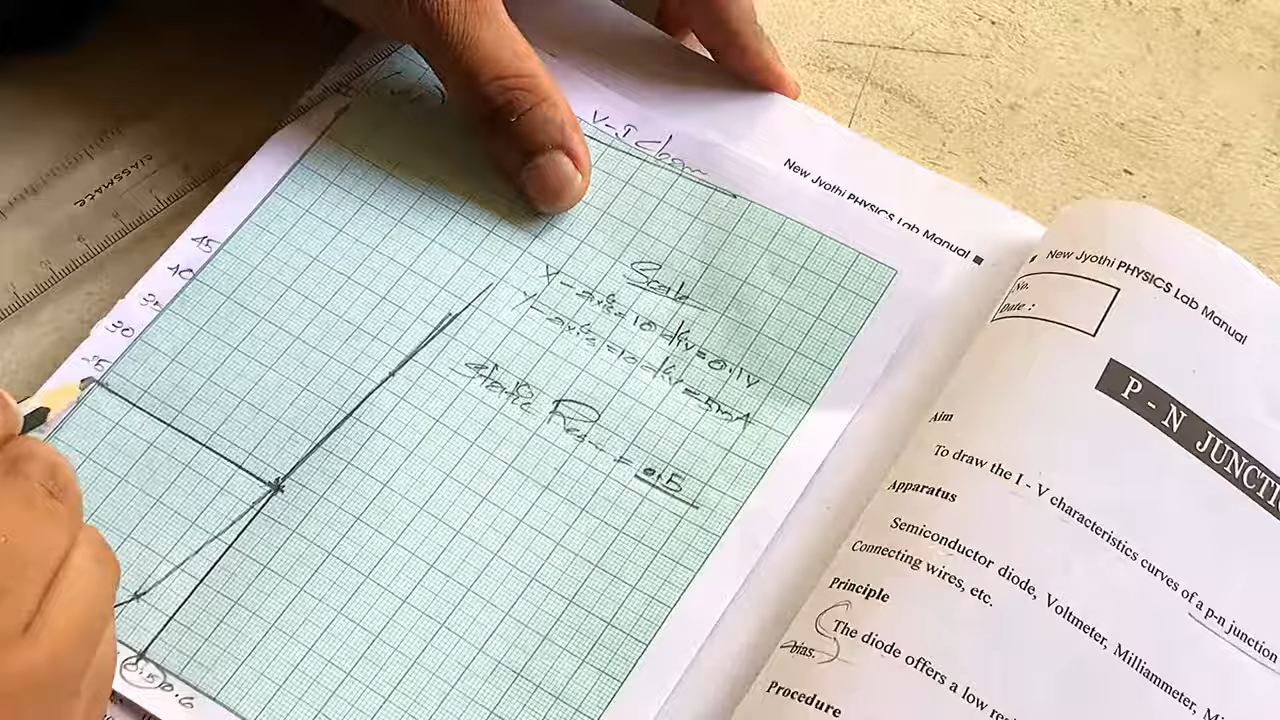 V-I Char
New Jyothi PHYSICS Lab Manual
Scale
X-axis=10 div=0.1V
Y-axis=10 div=5mA
Static Res = 0.5
45
40
35
30
25
0.5 0.6
classmate
New Jyothi PHYSICS Lab Manual
No.
Date :
P - N JUNCTI
Aim
To draw the I - V characteristics curves of a p-n junction
Apparatus
Semiconductor diode, Voltmeter, Milliammeter,
Connecting wires, etc.
Principle
The diode offers a low
bias.
Procedure